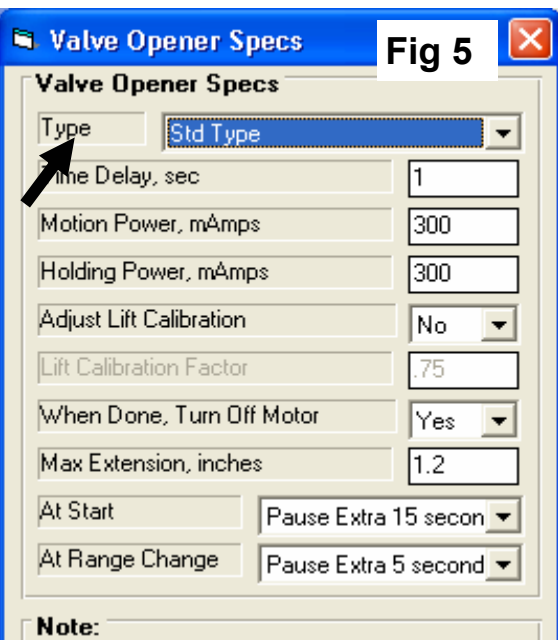 Valve Opener Specs
Fig 5
Valve Opener Specs
Type Std Type
Time Delay, sec 1
Motion Power, mAmps 300
Holding Power, mAmps 300
Adjust Lift Calibration No
Lift Calibration Factor .75
When Done, Turn Off Motor Yes
Max Extension, inches 1.2
At Start Pause Extra 15 secon
At Range Change Pause Extra 5 second
Note: